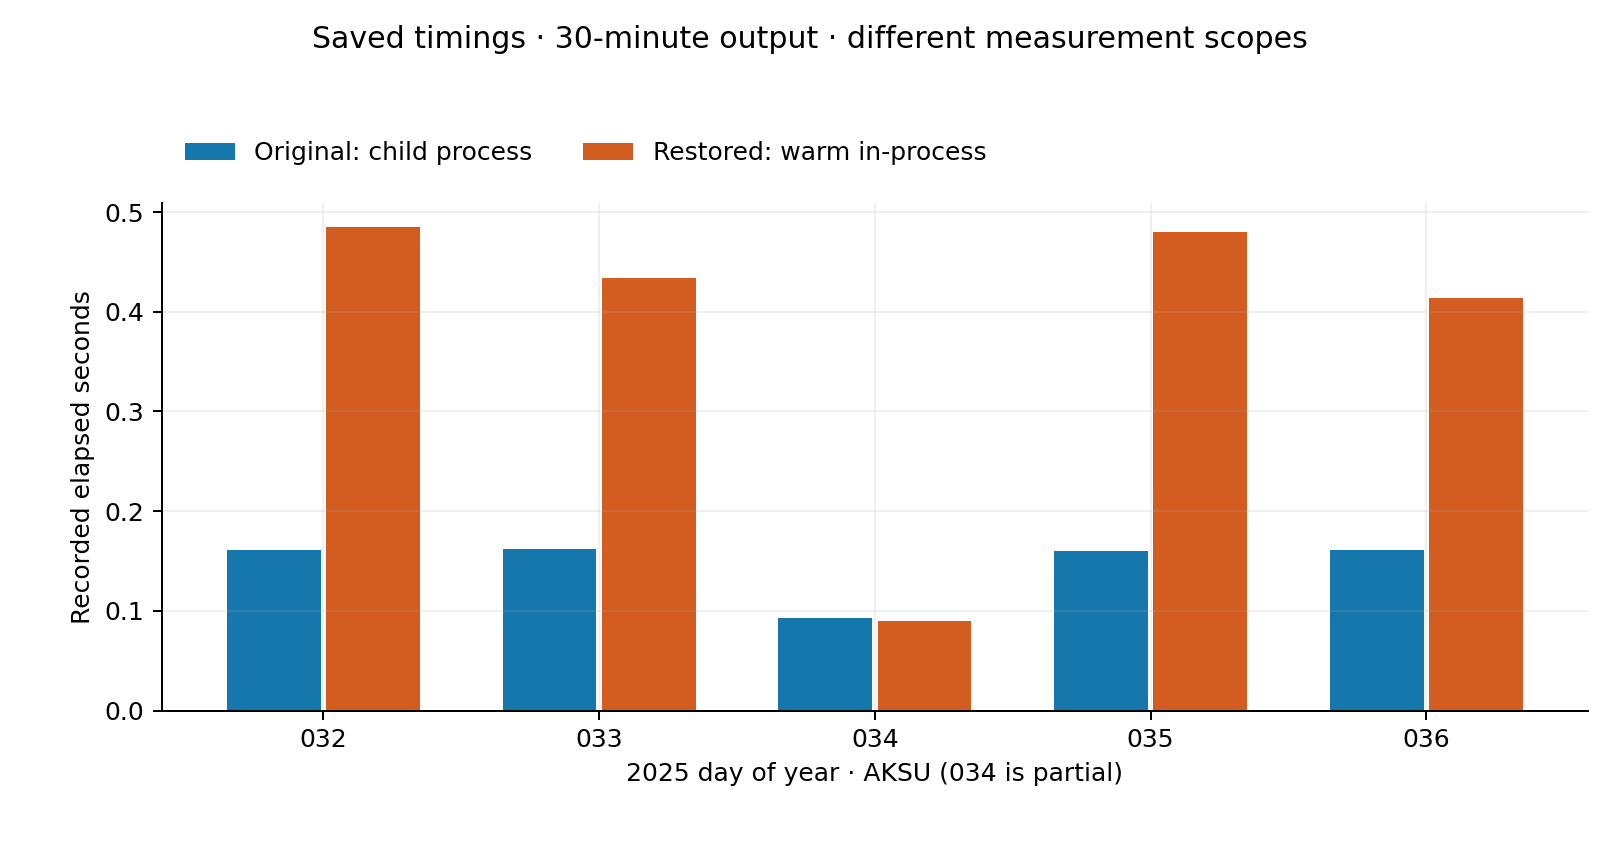 Saved timings · 30-minute output · different measurement scopes
Original: child process
Restored: warm in-process
Recorded elapsed seconds
0.5
0.4
0.3
0.2
0.1
0.0
032
033
034
035
036
2025 day of year · AKSU (034 is partial)